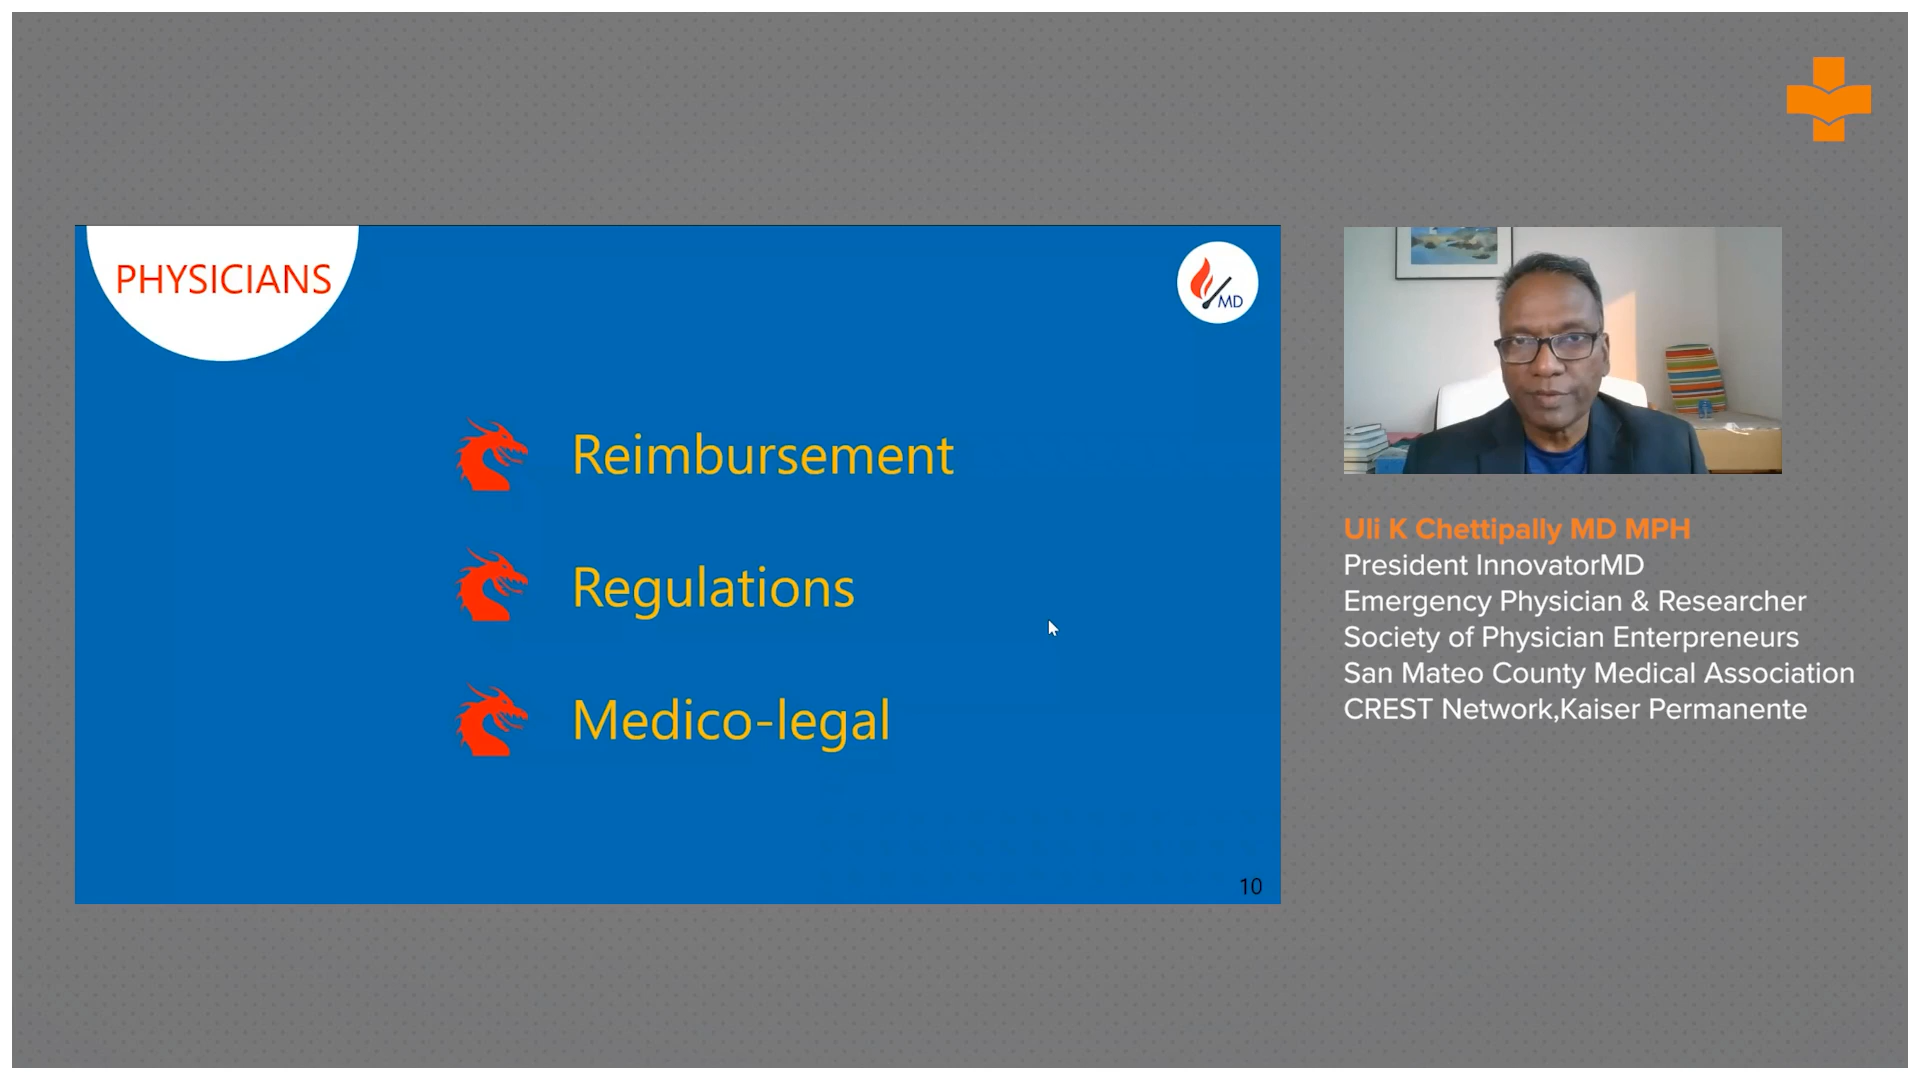 PHYSICIANS
MD
Reimbursement
Regulations
Medico-legal
10
Uli K Chettipally MD MPH
President InnovatorMD
Emergency Physician & Researcher
Society of Physician Enterpreneurs
San Mateo County Medical Association
CREST Network,Kaiser Permanente